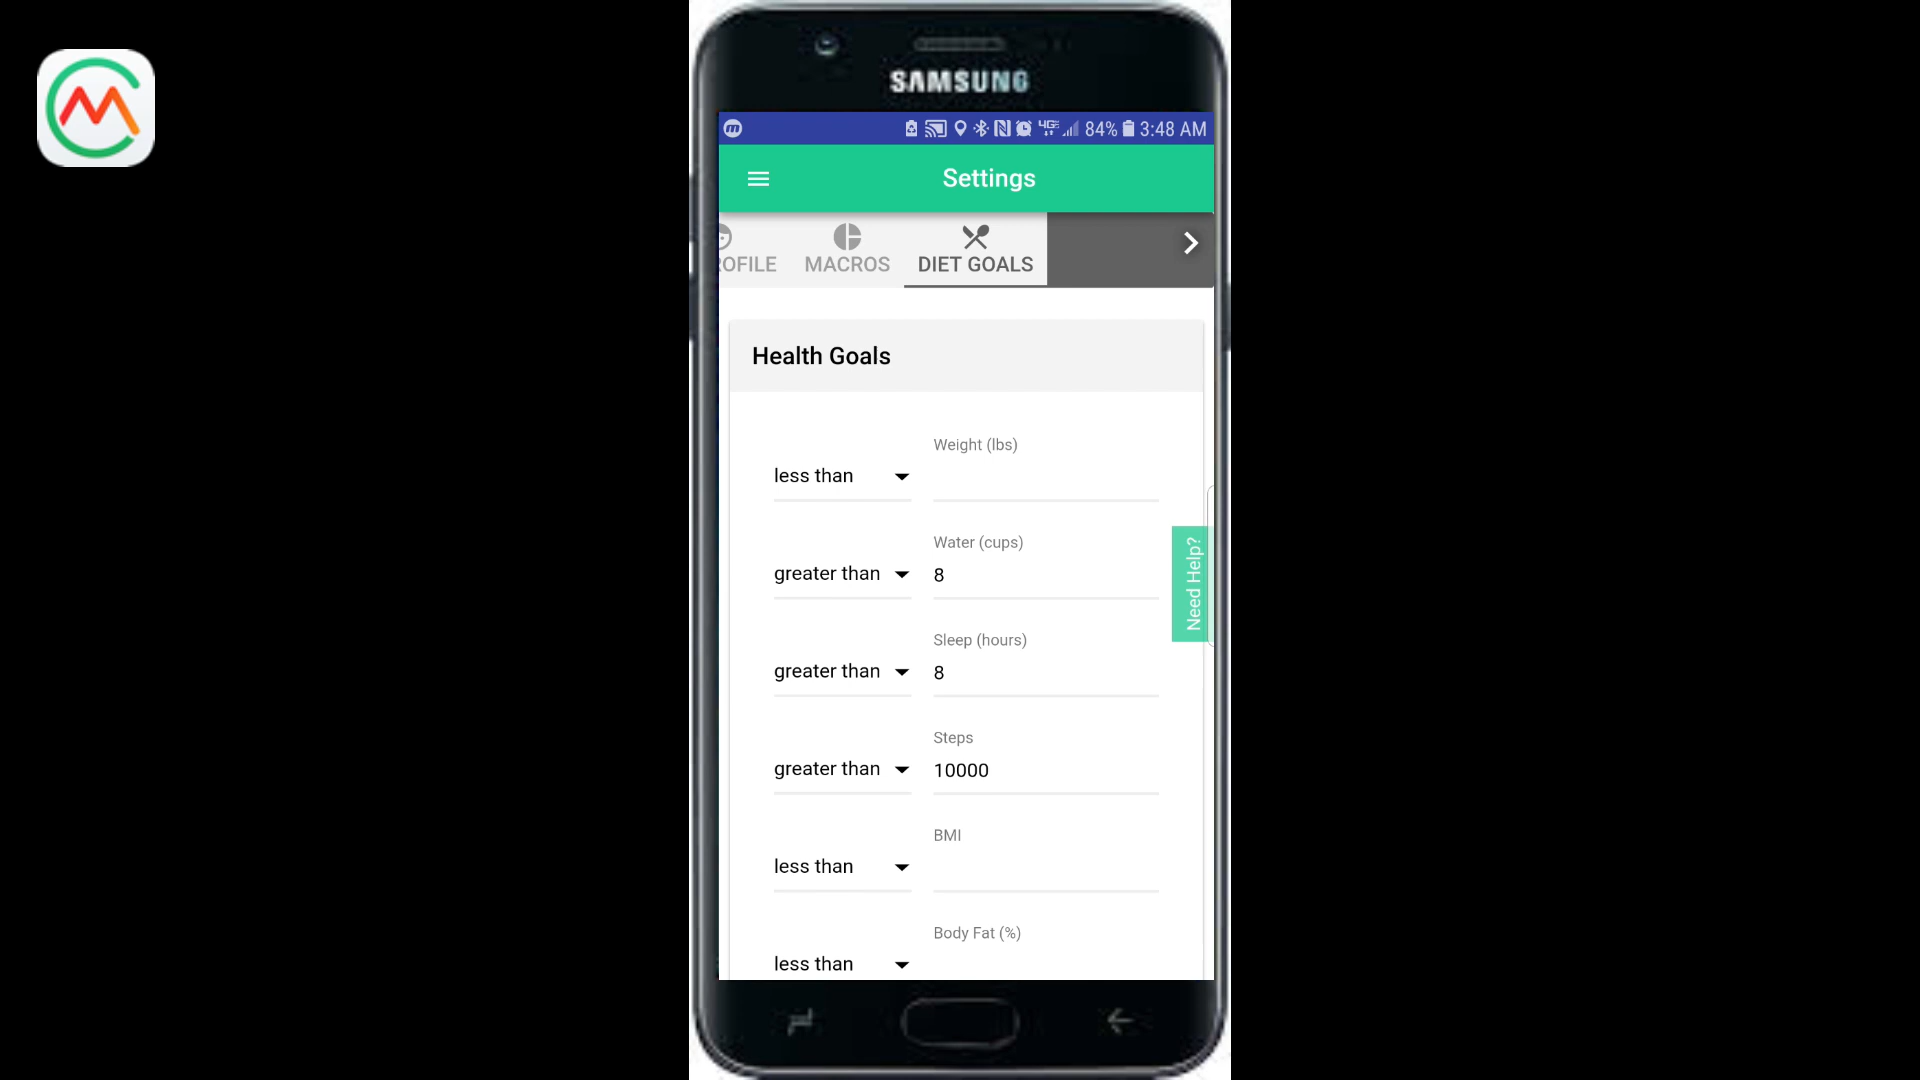 SAMSUNG
84% 3:48 AM
Settings
ROFILE MACROS DIET GOALS
Health Goals
Weight (lbs)
less than
Water (cups)
greater than 8
Sleep (hours)
greater than 8
Steps
greater than 10000
BMI
less than
Body Fat (%)
less than
Need Help?